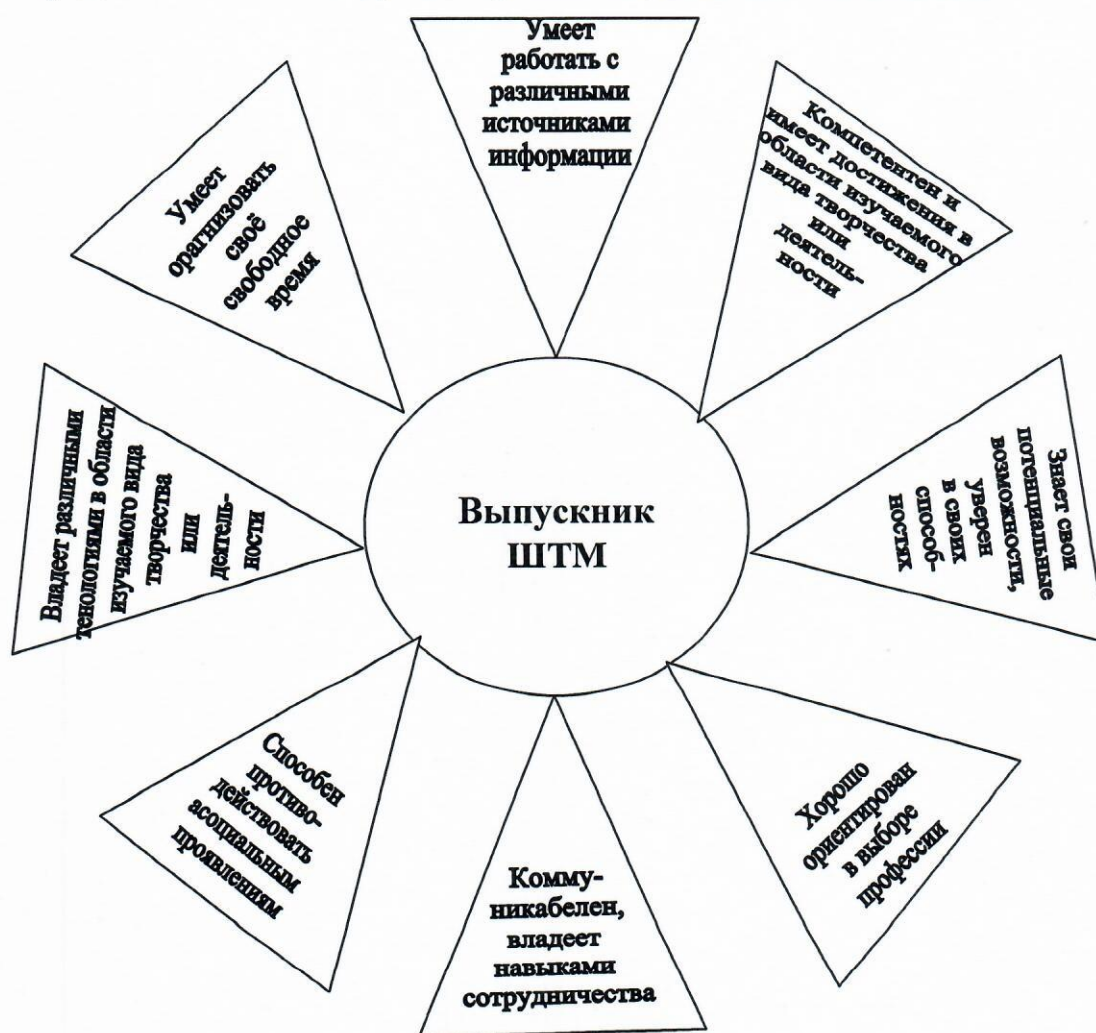 Умеет
работать с
различными
источниками
информации
Компетентен и
имеет достижения в
области изучаемого
вида творчества
или
деятель-
ности
Знает свои
потенциальные
возможности,
уверен
в своих
способ-
ностях
Хорошо
ориентирован
в выборе
профессии
Комму-
никабелен,
владеет
навыками
сотрудничества
Способен
противо-
действовать
асоциальным
проявлениям
Владеет различными
тенологиями в области
изучаемого вида
творчества
или
деятель-
ности
Умеет
орагнизовать
своё
свободное
время
Выпускник
ШТМ